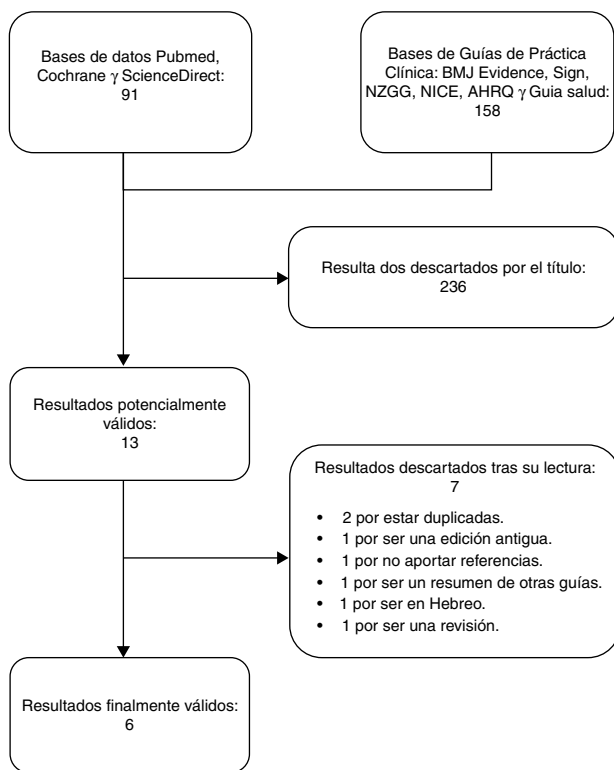 Bases de datos Pubmed,
Cochrane γ ScienceDirect:
91
Bases de Guías de Práctica
Clínica: BMJ Evidence, Sign,
NZGG, NICE, AHRQ γ Guia salud:
158
Resulta dos descartados por el título:
236
Resultados potencialmente
válidos:
13
Resultados descartados tras su lectura:
7
• 2 por estar duplicadas.
• 1 por ser una edición antigua.
• 1 por no aportar referencias.
• 1 por ser un resumen de otras guías.
• 1 por ser en Hebreo.
• 1 por ser una revisión.
Resultados finalmente válidos:
6